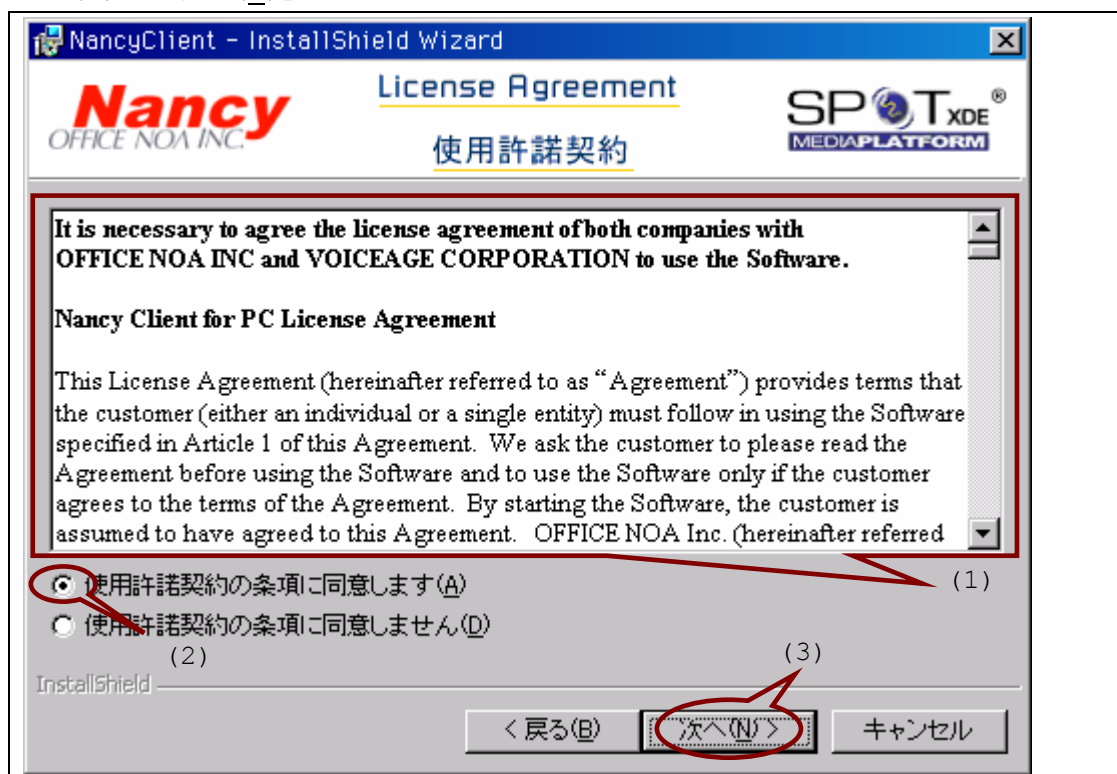 NancyClient - InstallShield Wizard
Nancy
OFFICE NOA INC.
License Agreement
使用許諾契約
SPOT XDE®
MEDIAPLATFORM
It is necessary to agree the license agreement of both companies with
OFFICE NOA INC and VOICEAGE CORPORATION to use the Software.
Nancy Client for PC License Agreement
This License Agreement (hereinafter referred to as “Agreement”) provides terms that
the customer (either an individual or a single entity) must follow in using the Software
specified in Article 1 of this Agreement. We ask the customer to please read the
Agreement before using the Software and to use the Software only if the customer
agrees to the terms of the Agreement. By starting the Software, the customer is
assumed to have agreed to this Agreement. OFFICE NOA Inc. (hereinafter referred
(1)
使用許諾契約の条項に同意します(A)
使用許諾契約の条項に同意しません(D)
(2)
(3)
InstallShield
< 戻る(B)
次へ(N) >
キャンセル